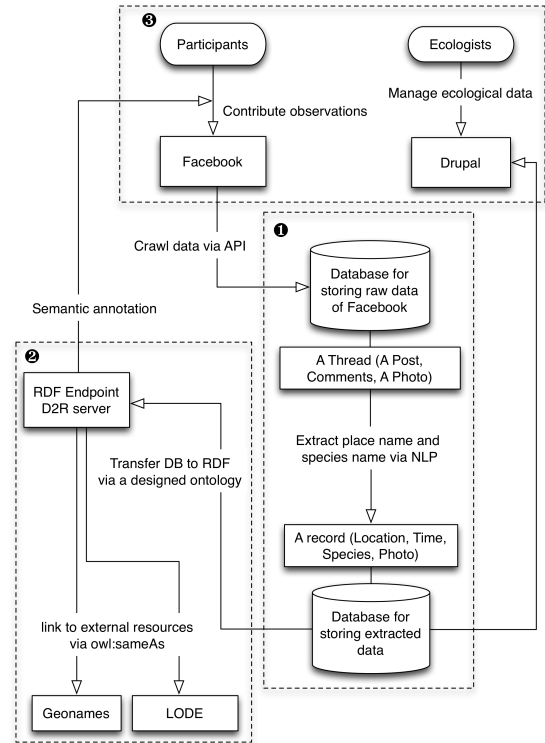 ❸
Participants
Ecologists
Contribute observations
Manage ecological data
Facebook
Drupal
❶
Crawl data via API
Database for
storing raw data
of Facebook
Semantic annotation
❷
A Thread (A Post,
Comments, A Photo)
RDF Endpoint
D2R server
Extract place name and
species name via NLP
Transfer DB to RDF
via a designed ontology
A record (Location, Time,
Species, Photo)
Database for
storing extracted
data
link to external resources
via owl:sameAs
Geonames
LODE